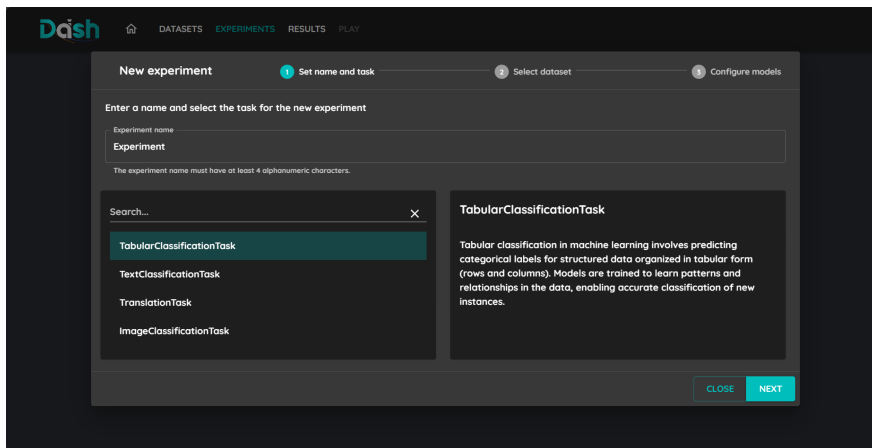 Dash
DATASETS EXPERIMENTS RESULTS PLAY
New experiment 1 Set name and task 2 Select dataset 3 Configure models
Enter a name and select the task for the new experiment
Experiment name
Experiment
The experiment name must have at least 4 alphanumeric characters.
Search...
TabularClassificationTask
TextClassificationTask
TranslationTask
ImageClassificationTask
TabularClassificationTask
Tabular classification in machine learning involves predicting
categorical labels for structured data organized in tabular form
(rows and columns). Models are trained to learn patterns and
relationships in the data, enabling accurate classification of new
instances.
CLOSE NEXT